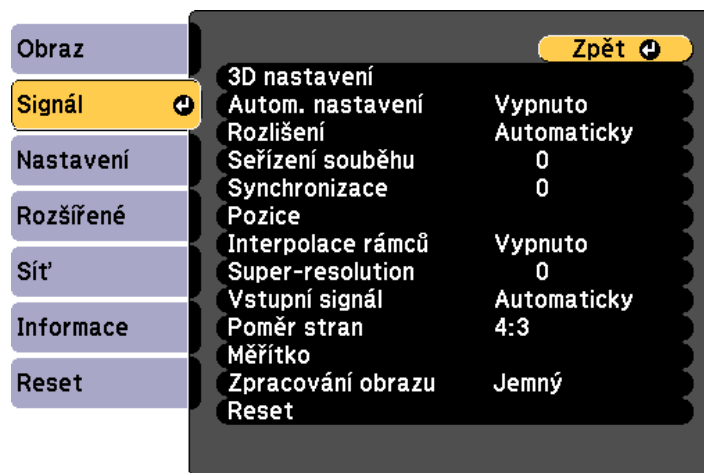 Obraz
Signál
Nastavení
Rozšířené
Síť
Informace
Reset
Zpět
3D nastavení
Autom. nastavení Vypnuto
Rozlišení Automaticky
Seřízení souběhu 0
Synchronizace 0
Pozice
Interpolace rámců Vypnuto
Super-resolution 0
Vstupní signál Automaticky
Poměr stran 4:3
Měřítko
Zpracování obrazu Jemný
Reset